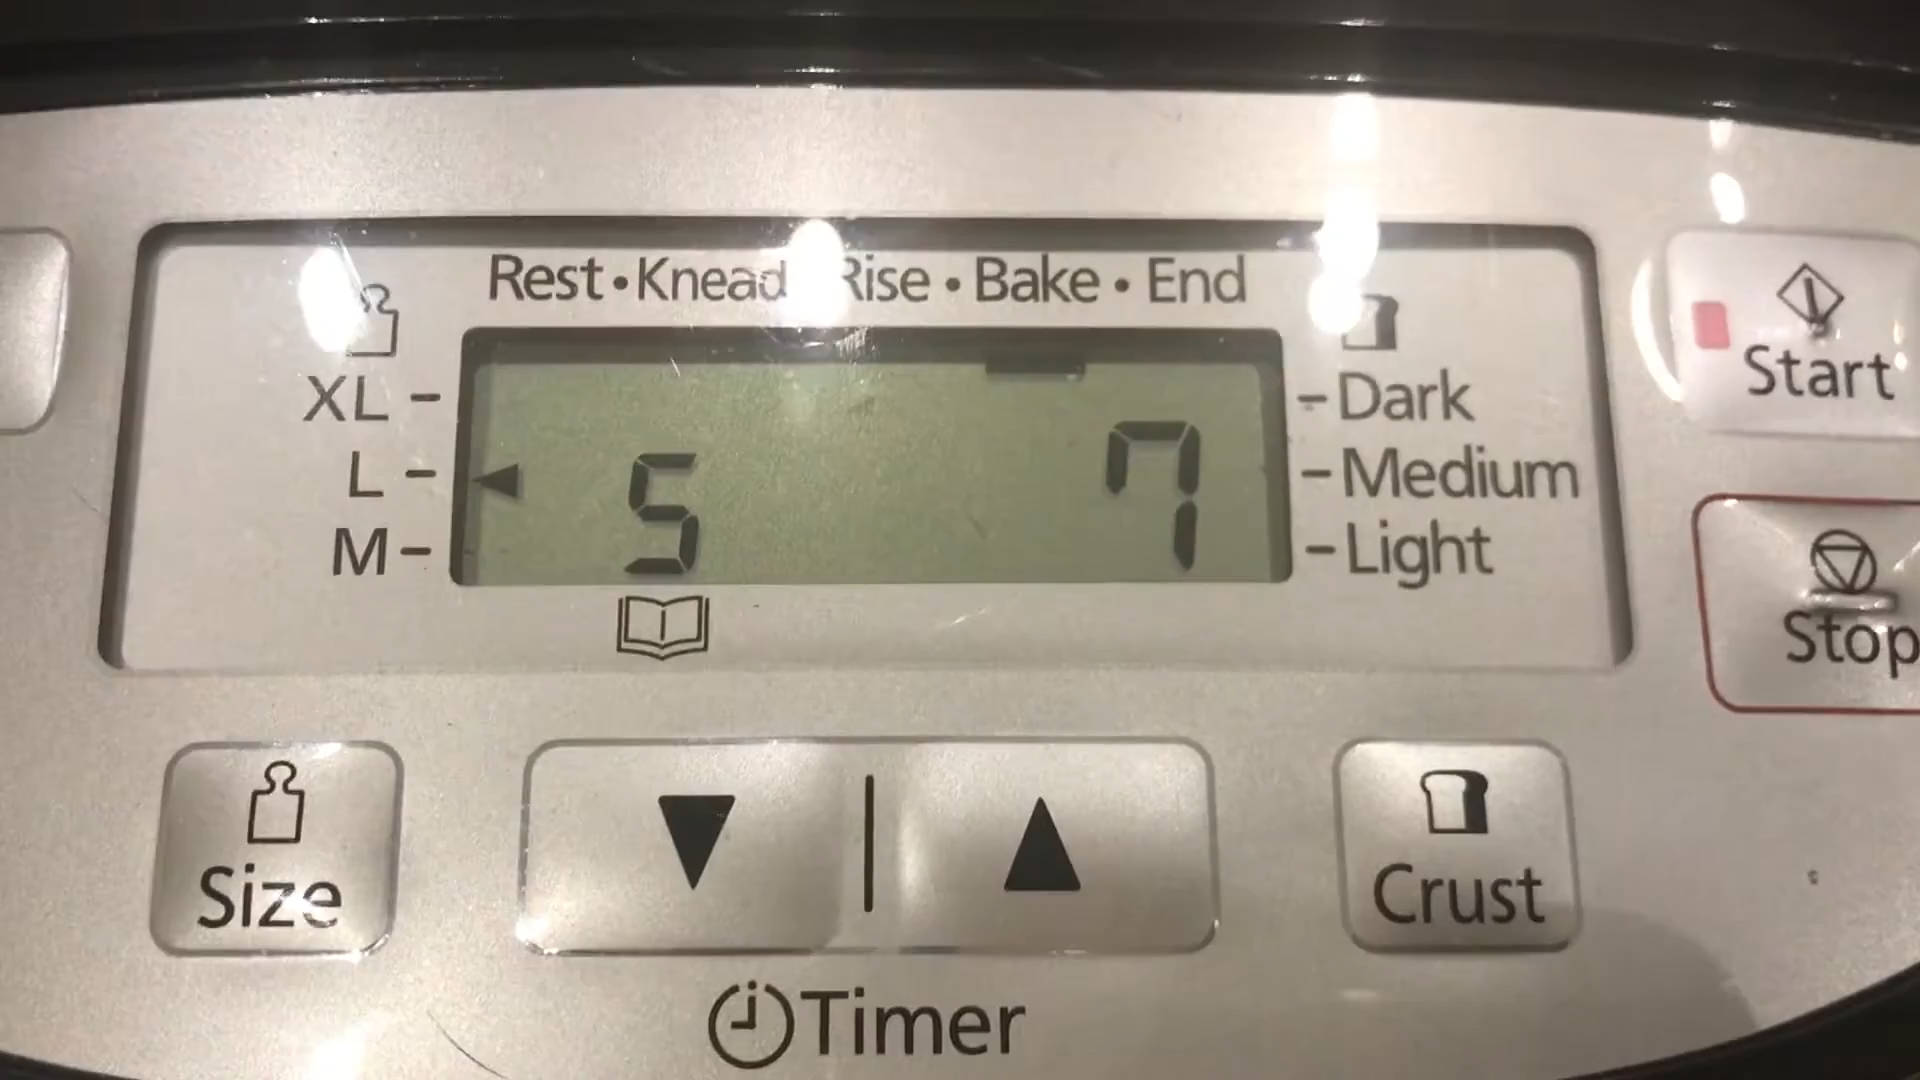 Rest • Knead Rise • Bake • End
XL -
L -
M -
5 7
- Dark
- Medium
- Light
Start
Stop
Size
Crust
Timer